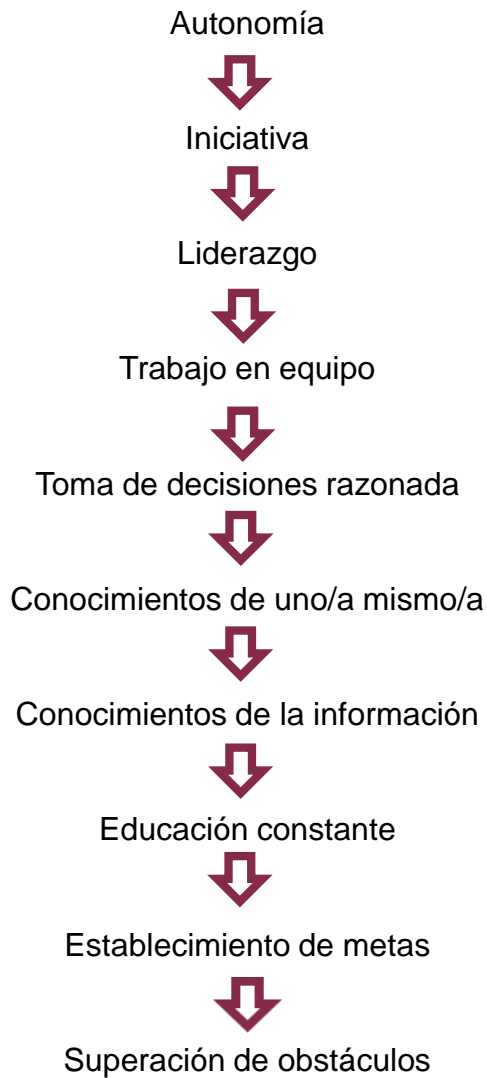 Autonomía
Iniciativa
Liderazgo
Trabajo en equipo
Toma de decisiones razonada
Conocimientos de uno/a mismo/a
Conocimientos de la información
Educación constante
Establecimiento de metas
Superación de obstáculos